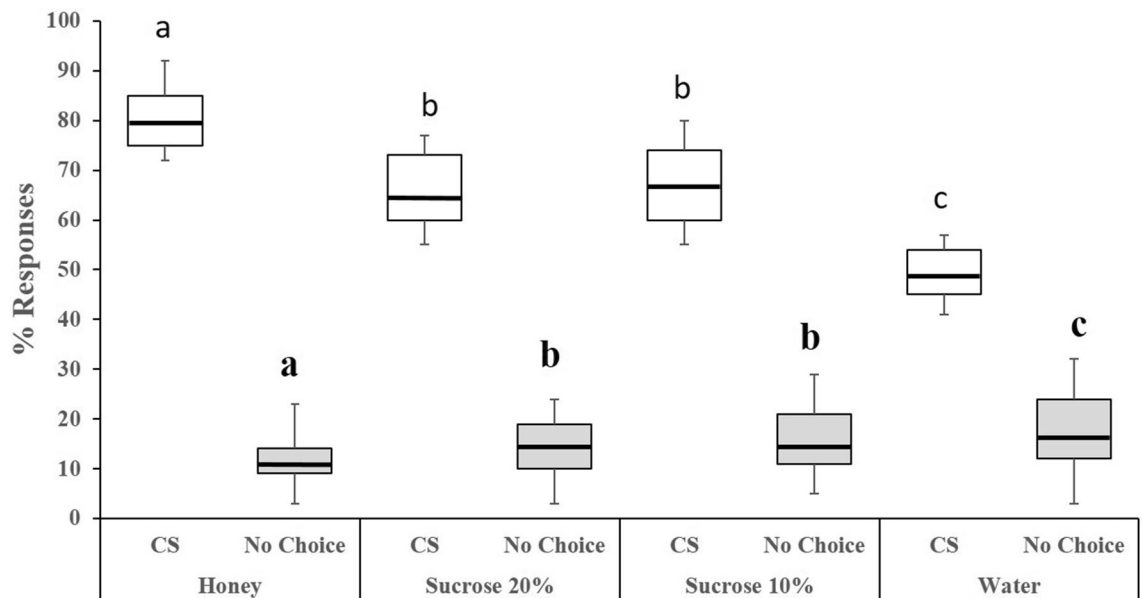 100
a
90
b
b
80
70
c
60
% Responses
50
40
c
b
b
a
30
20
10
0
CS No Choice CS No Choice CS No Choice CS No Choice
Honey Sucrose 20% Sucrose 10% Water